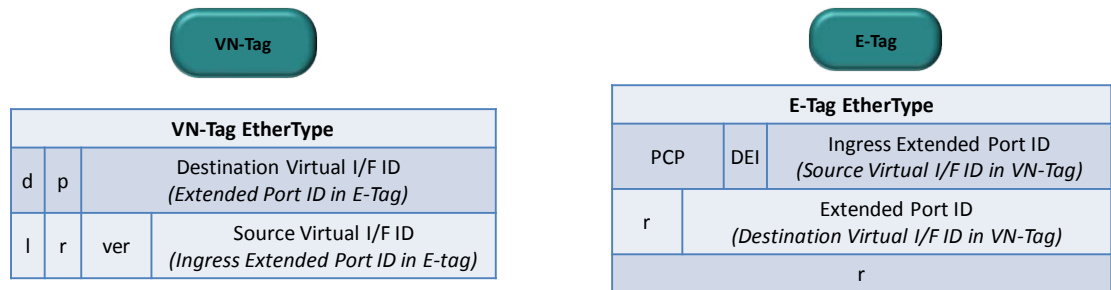 VN-Tag
VN-Tag EtherType
d p Destination Virtual I/F ID
(Extended Port ID in E-Tag)
l r ver Source Virtual I/F ID
(Ingress Extended Port ID in E-tag)
E-Tag
E-Tag EtherType
PCP DEI Ingress Extended Port ID
(Source Virtual I/F ID in VN-Tag)
r Extended Port ID
(Destination Virtual I/F ID in VN-Tag)
r